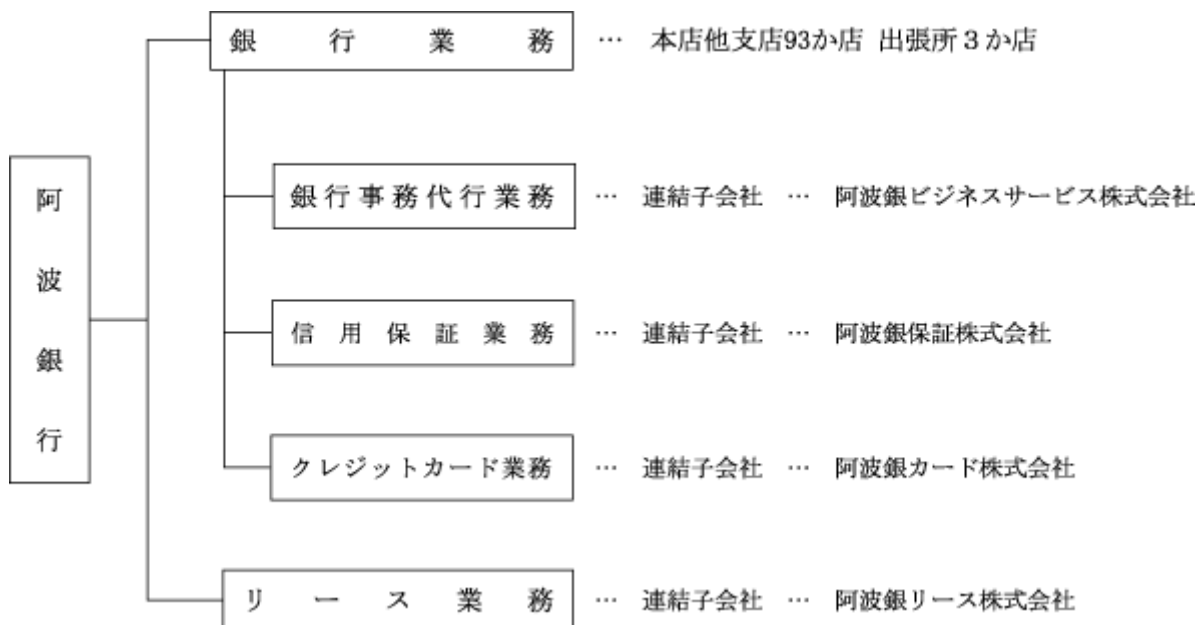 銀行業務 … 本店他支店93か店 出張所３か店
阿波銀行
銀行事務代行業務 … 連結子会社 … 阿波銀ビジネスサービス株式会社
信用保証業務 … 連結子会社 … 阿波銀保証株式会社
クレジットカード業務 … 連結子会社 … 阿波銀カード株式会社
リース業務 … 連結子会社 … 阿波銀リース株式会社